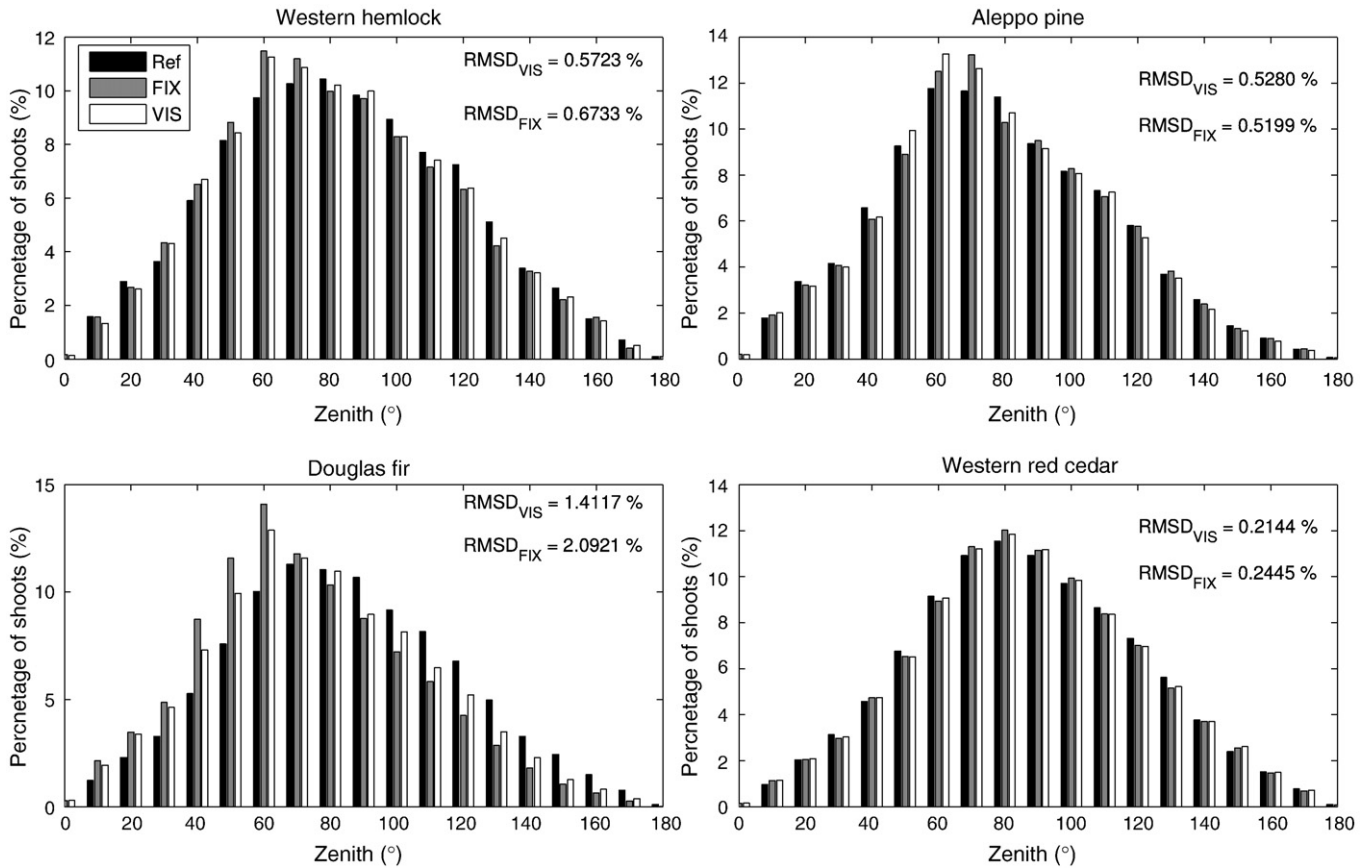 Western hemlock
12
10
8
6
4
2
0
Percnetage of shoots (%)
Ref
FIX
VIS
RMSD_VIS = 0.5723 %
RMSD_FIX = 0.6733 %
0 20 40 60 80 100 120 140 160 180
Zenith (°)
Aleppo pine
14
12
10
8
6
4
2
0
Percnetage of shoots (%)
RMSD_VIS = 0.5280 %
RMSD_FIX = 0.5199 %
0 20 40 60 80 100 120 140 160 180
Zenith (°)
Douglas fir
15
10
5
0
Percnetage of shoots (%)
RMSD_VIS = 1.4117 %
RMSD_FIX = 2.0921 %
0 20 40 60 80 100 120 140 160 180
Zenith (°)
Western red cedar
14
12
10
8
6
4
2
0
Percnetage of shoots (%)
RMSD_VIS = 0.2144 %
RMSD_FIX = 0.2445 %
0 20 40 60 80 100 120 140 160 180
Zenith (°)